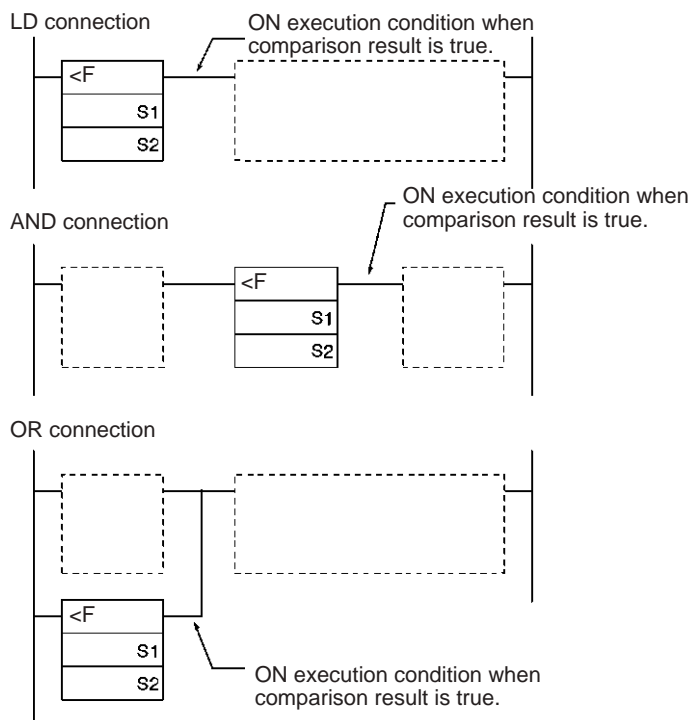 LD connection
ON execution condition when
comparison result is true.
<F
S1
S2
ON execution condition when
comparison result is true.
AND connection
<F
S1
S2
OR connection
<F
S1
S2
ON execution condition when
comparison result is true.